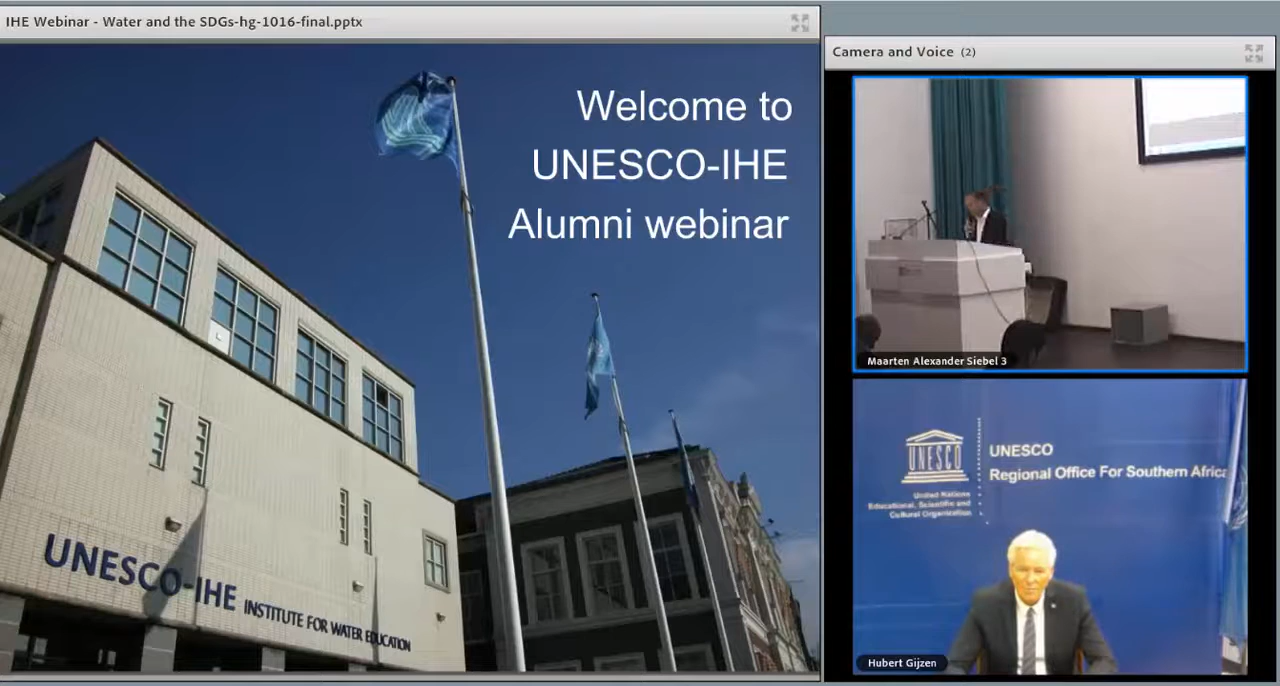 IHE Webinar - Water and the SDGs-hg-1016-final.pptx
Welcome to
UNESCO-IHE
Alumni webinar
UNESCO-IHE INSTITUTE FOR WATER EDUCATION
Camera and Voice (2)
Maarten Alexander Siebel 3
UNESCO
United Nations
Educational, Scientific and
Cultural Organization
UNESCO
Regional Office For Southern Africa
Hubert Gijzen